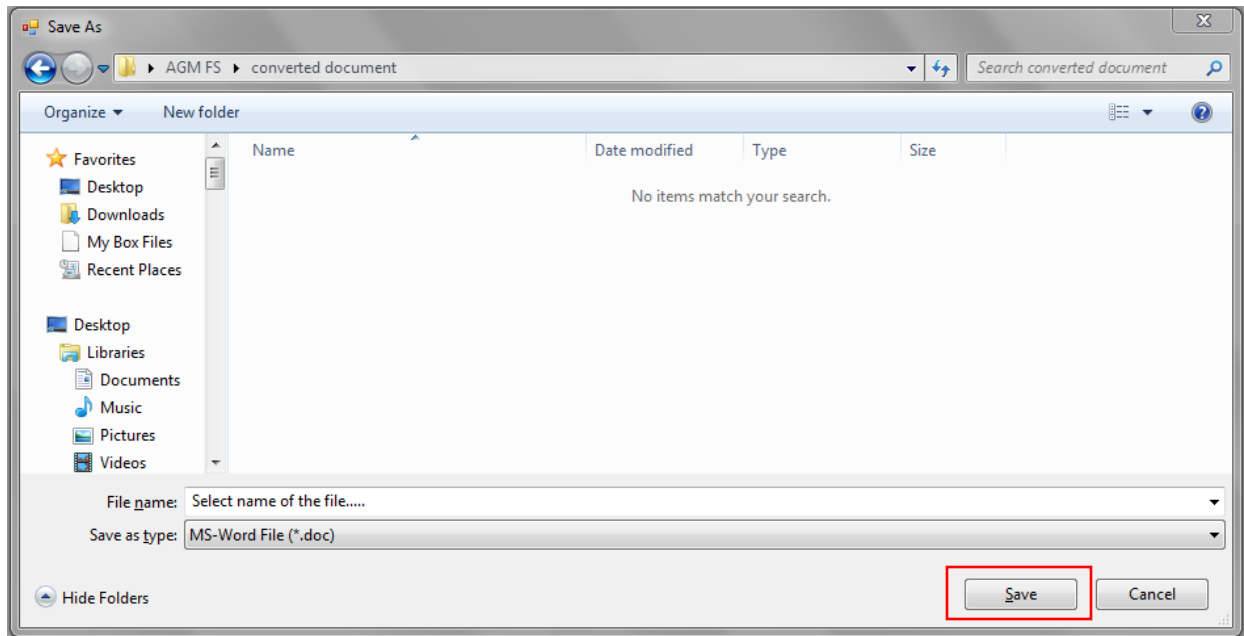 Save As
AGM FS converted document Search converted document
Organize New folder
Name Date modified Type Size
No items match your search.
Favorites
Desktop
Downloads
My Box Files
Recent Places
Desktop
Libraries
Documents
Music
Pictures
Videos
File name: Select name of the file.....
Save as type: MS-Word File (*.doc)
Hide Folders Save Cancel